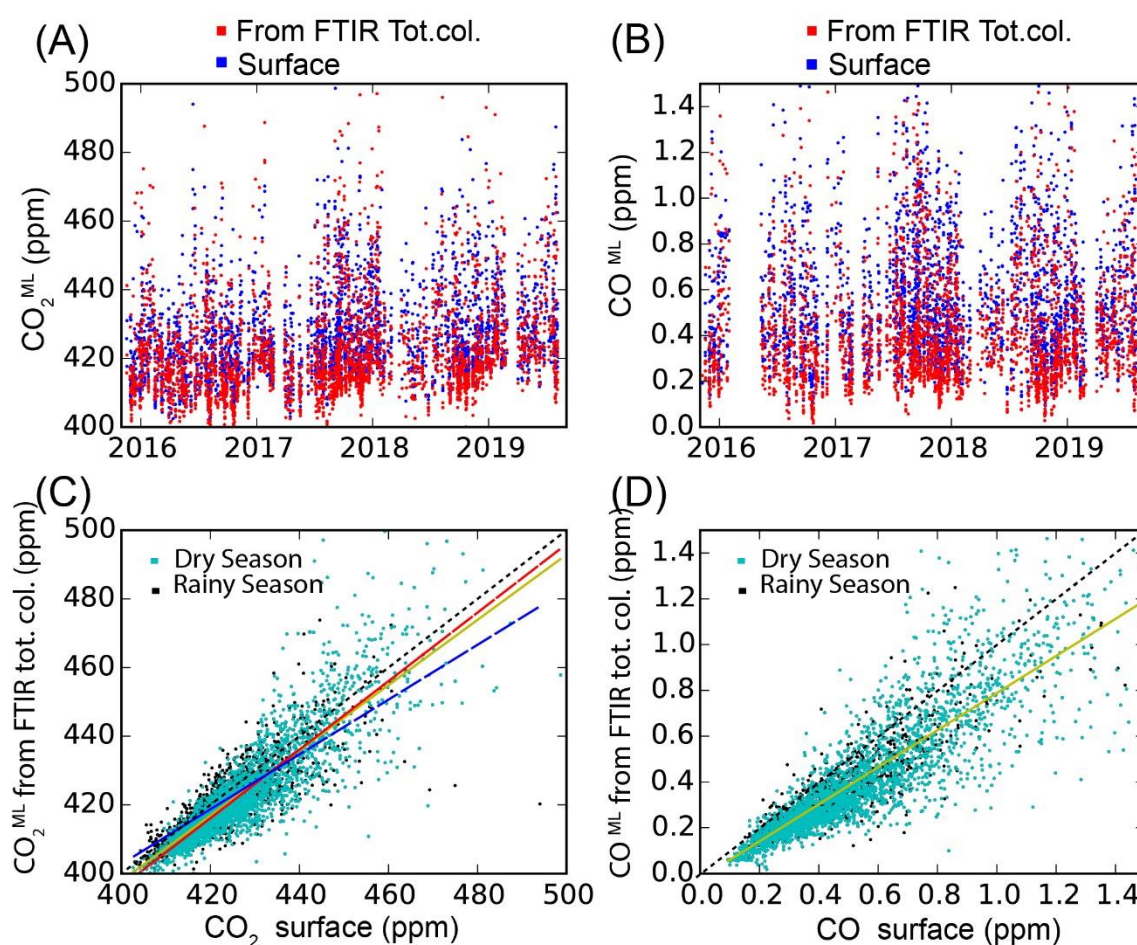 (A)
From FTIR Tot.col.
Surface
500
480
460
440
420
400
CO₂ᴹᴸ (ppm)
2016 2017 2018 2019
(B)
From FTIR Tot.col.
Surface
1.4
1.2
1.0
0.8
0.6
0.4
0.2
0.0
CO ᴹᴸ (ppm)
2016 2017 2018 2019
(C)
500
480
460
440
420
400
CO₂ᴹᴸ from FTIR tot. col. (ppm)
Dry Season
Rainy Season
400 420 440 460 480 500
CO₂ surface (ppm)
(D)
1.4
1.2
1.0
0.8
0.6
0.4
0.2
0.0
CO ᴹᴸ from FTIR tot. col. (ppm)
Dry Season
Rainy Season
0.0 0.2 0.4 0.6 0.8 1.0 1.2 1.4
CO surface (ppm)